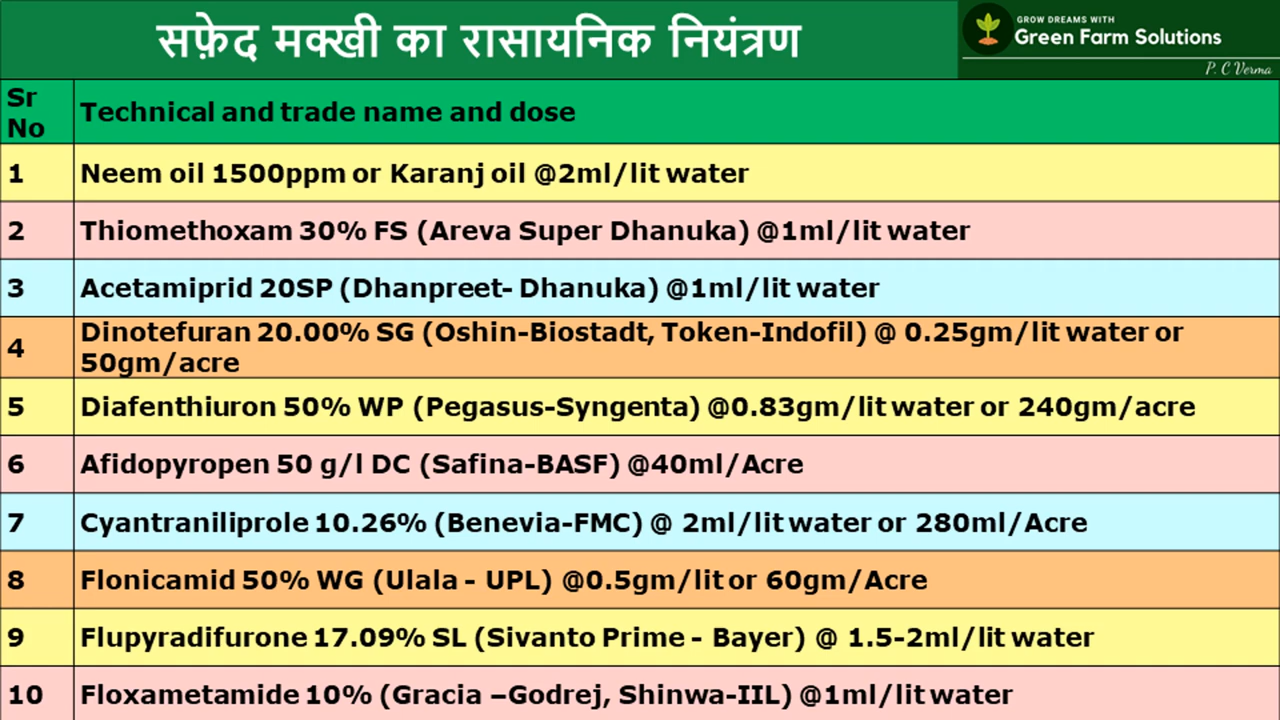 सफ़ेद मक्खी का रासायनिक नियंत्रण
GROW DREAMS WITH
Green Farm Solutions
P. C Verma
Sr No
Technical and trade name and dose
1 Neem oil 1500ppm or Karanj oil @2ml/lit water
2 Thiomethoxam 30% FS (Areva Super Dhanuka) @1ml/lit water
3 Acetamiprid 20SP (Dhanpreet- Dhanuka) @1ml/lit water
4 Dinotefuran 20.00% SG (Oshin-Biostadt, Token-Indofil) @ 0.25gm/lit water or
50gm/acre
5 Diafenthiuron 50% WP (Pegasus-Syngenta) @0.83gm/lit water or 240gm/acre
6 Afidopyropen 50 g/l DC (Safina-BASF) @40ml/Acre
7 Cyantraniliprole 10.26% (Benevia-FMC) @ 2ml/lit water or 280ml/Acre
8 Flonicamid 50% WG (Ulala - UPL) @0.5gm/lit or 60gm/Acre
9 Flupyradifurone 17.09% SL (Sivanto Prime - Bayer) @ 1.5-2ml/lit water
10 Floxametamide 10% (Gracia –Godrej, Shinwa-IIL) @1ml/lit water